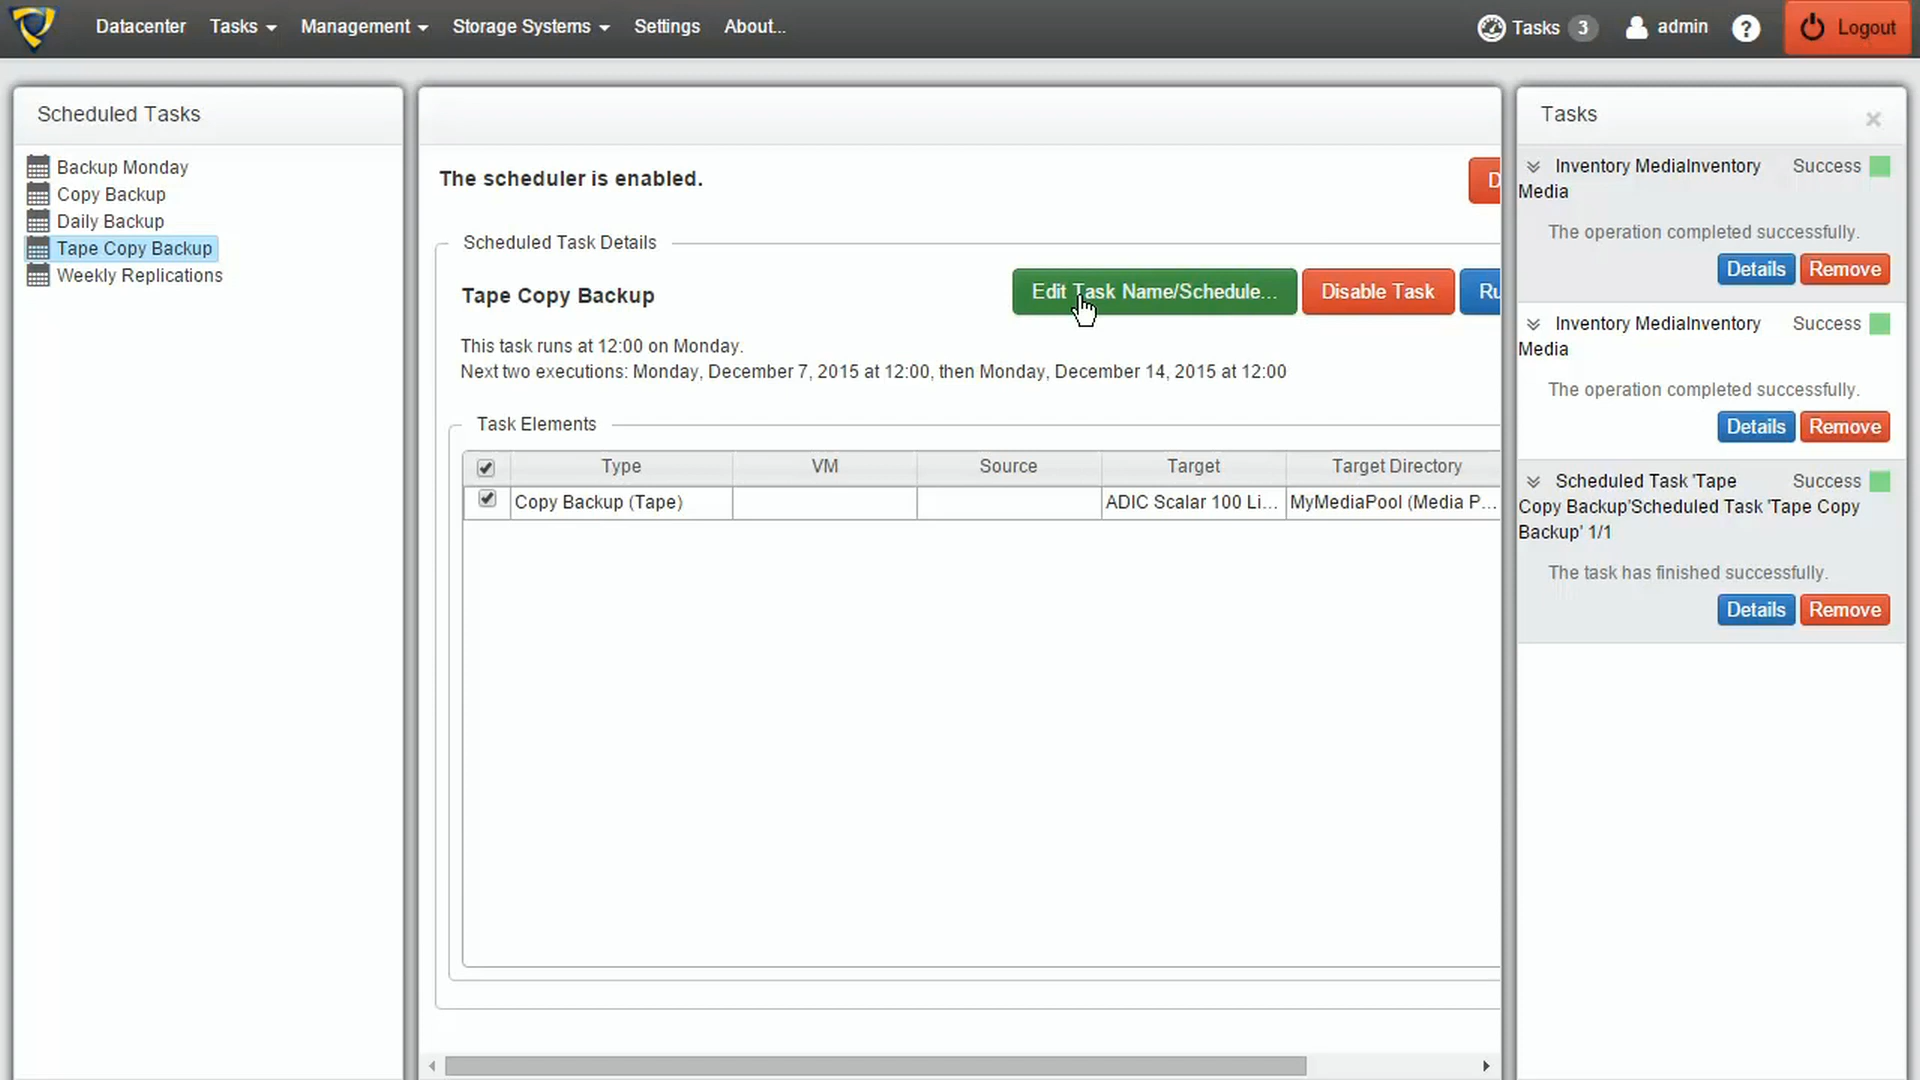 Datacenter Tasks Management Storage Systems Settings About... Tasks 3 admin ? Logout
Scheduled Tasks
Backup Monday
Copy Backup
Daily Backup
Tape Copy Backup
Weekly Replications
The scheduler is enabled.
D
Scheduled Task Details
Tape Copy Backup
Edit Task Name/Schedule... Disable Task Ru
This task runs at 12:00 on Monday.
Next two executions: Monday, December 7, 2015 at 12:00, then Monday, December 14, 2015 at 12:00
Task Elements
Type VM Source Target Target Directory
Copy Backup (Tape) ADIC Scalar 100 Li... MyMediaPool (Media P...
Tasks ×
Inventory MediaInventory Success
Media
The operation completed successfully.
Details Remove
Inventory MediaInventory Success
Media
The operation completed successfully.
Details Remove
Scheduled Task 'Tape Success
Copy Backup'Scheduled Task 'Tape Copy
Backup' 1/1
The task has finished successfully.
Details Remove